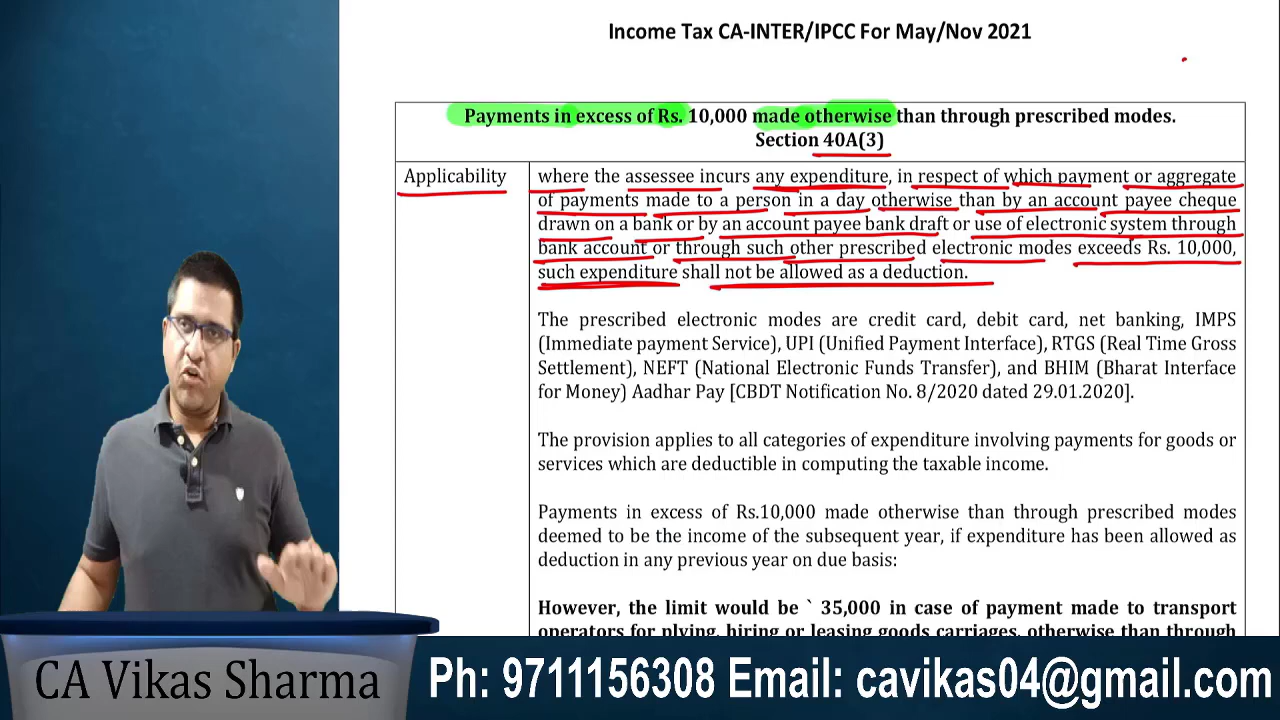 Income Tax CA-INTER/IPCC For May/Nov 2021
Payments in excess of Rs. 10,000 made otherwise than through prescribed modes.
Section 40A(3)
Applicability
where the assessee incurs any expenditure, in respect of which payment or aggregate
of payments made to a person in a day otherwise than by an account payee cheque
drawn on a bank or by an account payee bank draft or use of electronic system through
bank account or through such other prescribed electronic modes exceeds Rs. 10,000,
such expenditure shall not be allowed as a deduction.
The prescribed electronic modes are credit card, debit card, net banking, IMPS
(Immediate payment Service), UPI (Unified Payment Interface), RTGS (Real Time Gross
Settlement), NEFT (National Electronic Funds Transfer), and BHIM (Bharat Interface
for Money) Aadhar Pay [CBDT Notification No. 8/2020 dated 29.01.2020].
The provision applies to all categories of expenditure involving payments for goods or
services which are deductible in computing the taxable income.
Payments in excess of Rs.10,000 made otherwise than through prescribed modes
deemed to be the income of the subsequent year, if expenditure has been allowed as
deduction in any previous year on due basis:
However, the limit would be ` 35,000 in case of payment made to transport
operators for plying, hiring or leasing goods carriages, otherwise than through
CA Vikas Sharma
Ph: 9711156308 Email: cavikas04@gmail.com